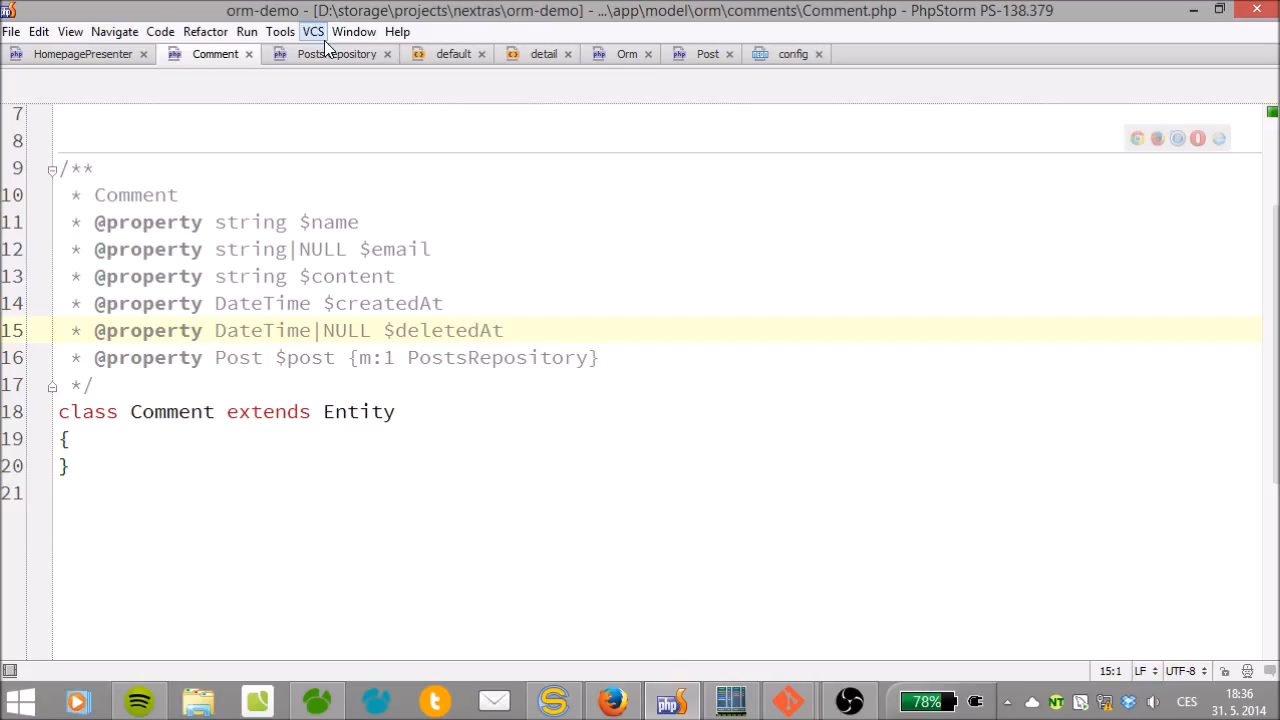 orm-demo - [D:\storage\projects\nextras\orm-demo] - ...\app\model\orm\comments\Comment.php - PhpStorm PS-138.379
File Edit View Navigate Code Refactor Run Tools VCS Window Help
HomepagePresenter Comment PostsRepository default detail Orm Post config
7
8
9 /**
10 * Comment
11 * @property string $name
12 * @property string|NULL $email
13 * @property string $content
14 * @property DateTime $createdAt
15 * @property DateTime|NULL $deletedAt
16 * @property Post $post {m:1 PostsRepository}
17 */
18 class Comment extends Entity
19 {
20 }
21
15:1 LF UTF-8
78% CES 18:36
31. 5. 2014